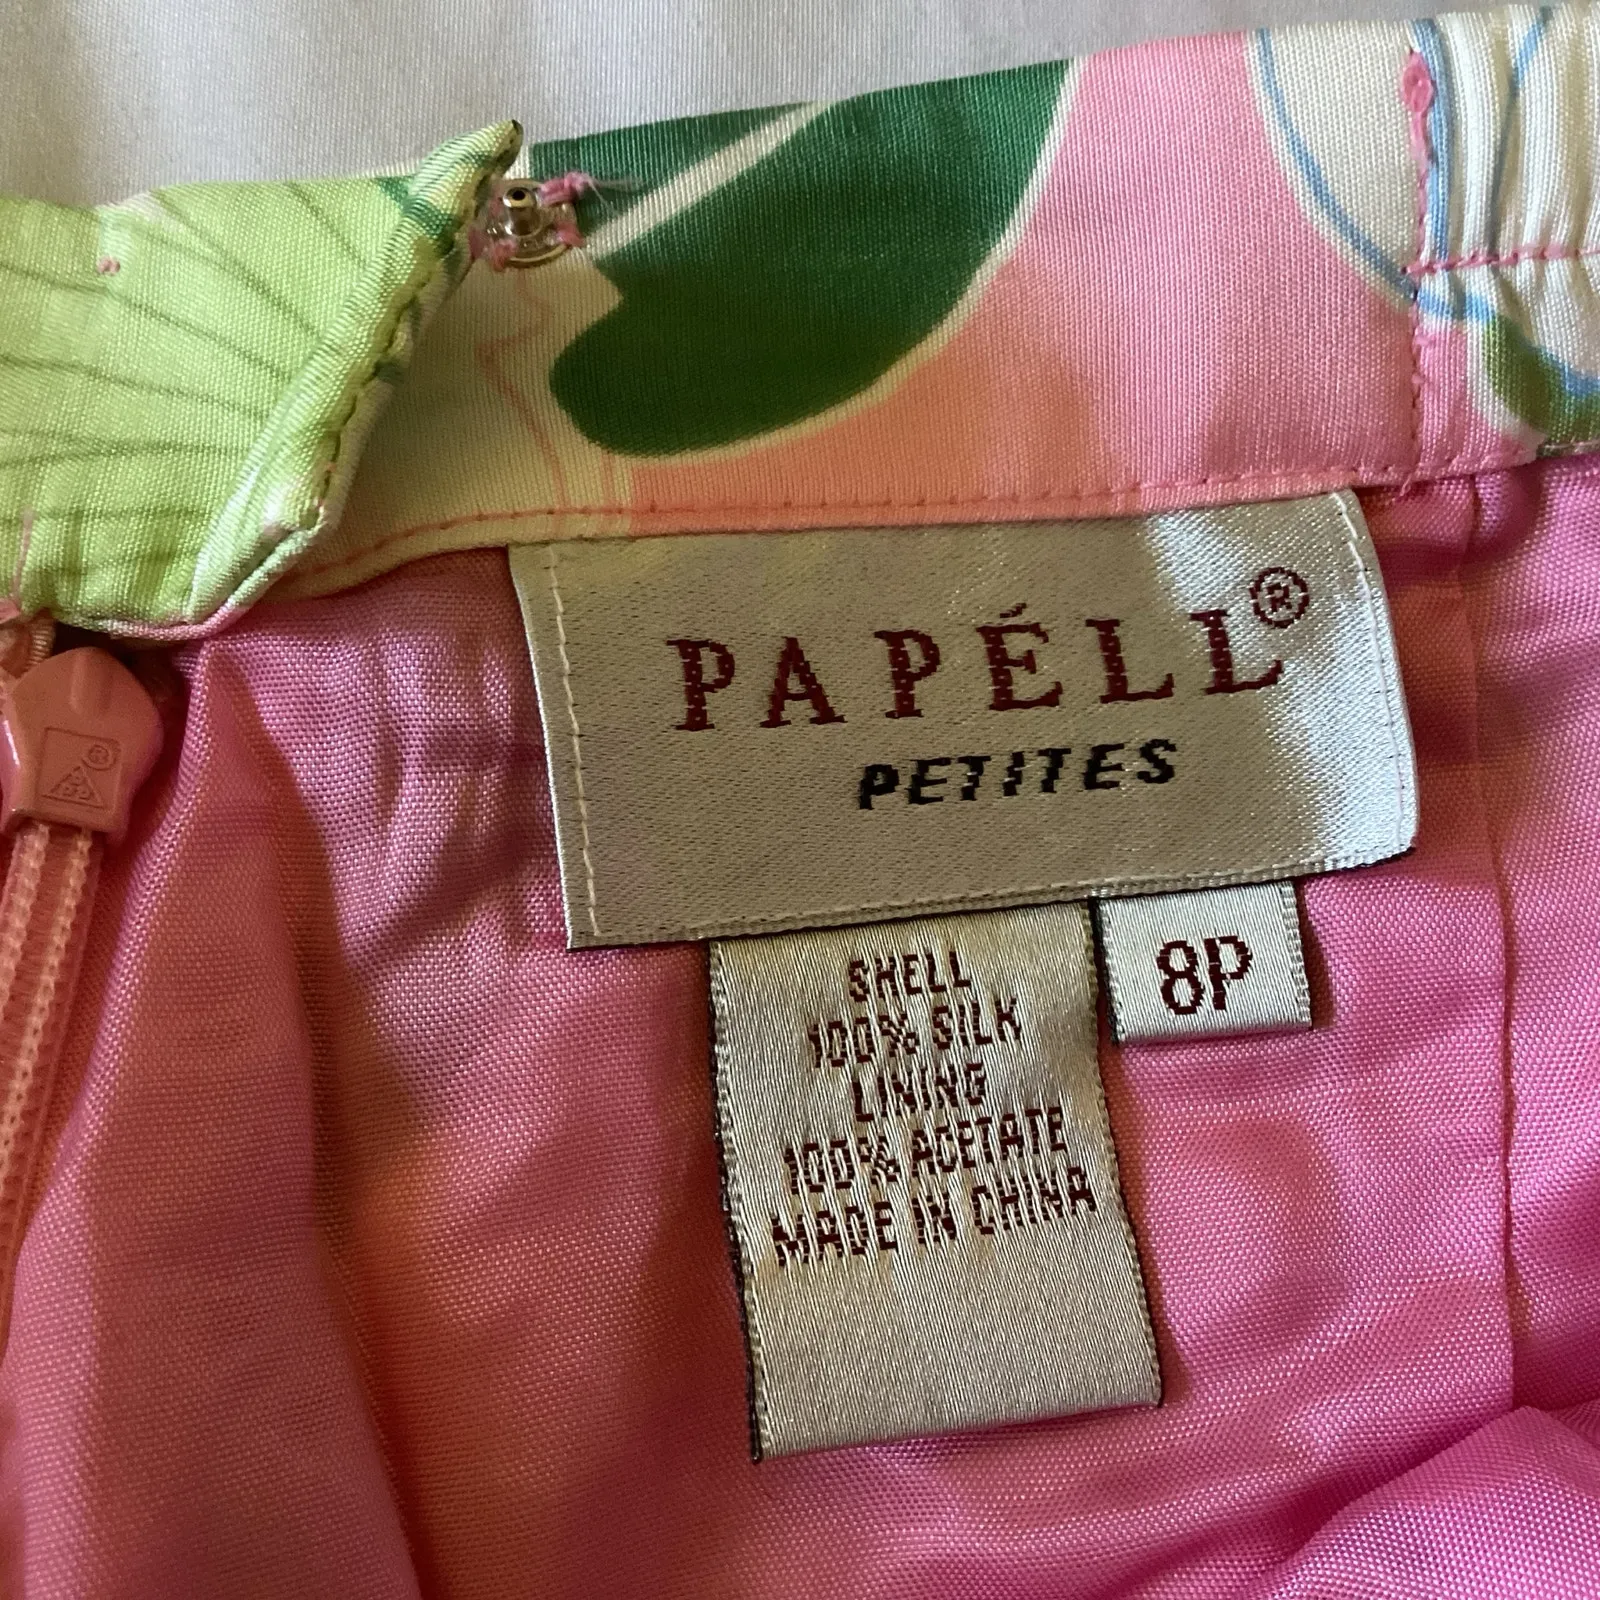 PAPÉLL®
PETITES
8P
SHELL
100% SILK
LINING
100% ACETATE
MADE IN CHINA